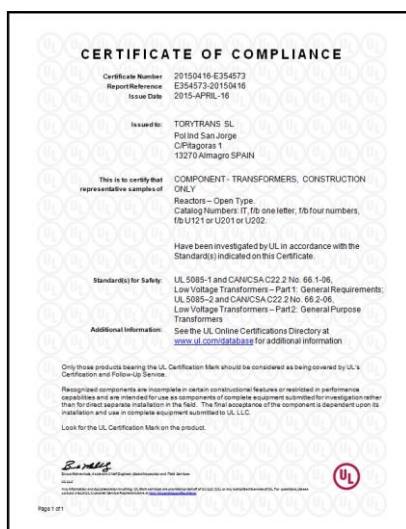 CERTIFICATE OF COMPLIANCE
Certificate Number 20150416-E354573
Report Reference E354573-20150416
Issue Date 2015-APRIL-16
Issued to: TORYTRANS SL
Pol Ind San Jorge
C/Pitagoras 1
13270 Almagro SPAIN
This is to certify that COMPONENT - TRANSFORMERS, CONSTRUCTION
representative samples of ONLY
Reactors – Open Type.
Catalog Numbers: IT, f/b one letter, f/b four numbers,
f/b U121 or U201 or U202.
Have been investigated by UL in accordance with the
Standard(s) indicated on this Certificate.
Standard(s) for Safety: UL 5085-1 and CAN/CSA C22.2 No. 66.1-06,
Low Voltage Transformers – Part 1: General Requirements;
UL 5085-2 and CAN/CSA C22.2 No. 66.2-06,
Low Voltage Transformers – Part 2: General Purpose
Transformers
Additional Information: See the UL Online Certifications Directory at
www.ul.com/database for additional information
Only those products bearing the UL Certification Mark should be considered as being covered by UL's
Certification and Follow-Up Service.
Recognized components are incomplete in certain constructional features or restricted in performance
capabilities and are intended for use as components of complete equipment submitted for investigation rather
than for direct separate installation in the field. The final acceptance of the component is dependent upon its
installation and use in complete equipment submitted to UL LLC.
Look for the UL Certification Mark on the product.
UL
Page 1 of 1